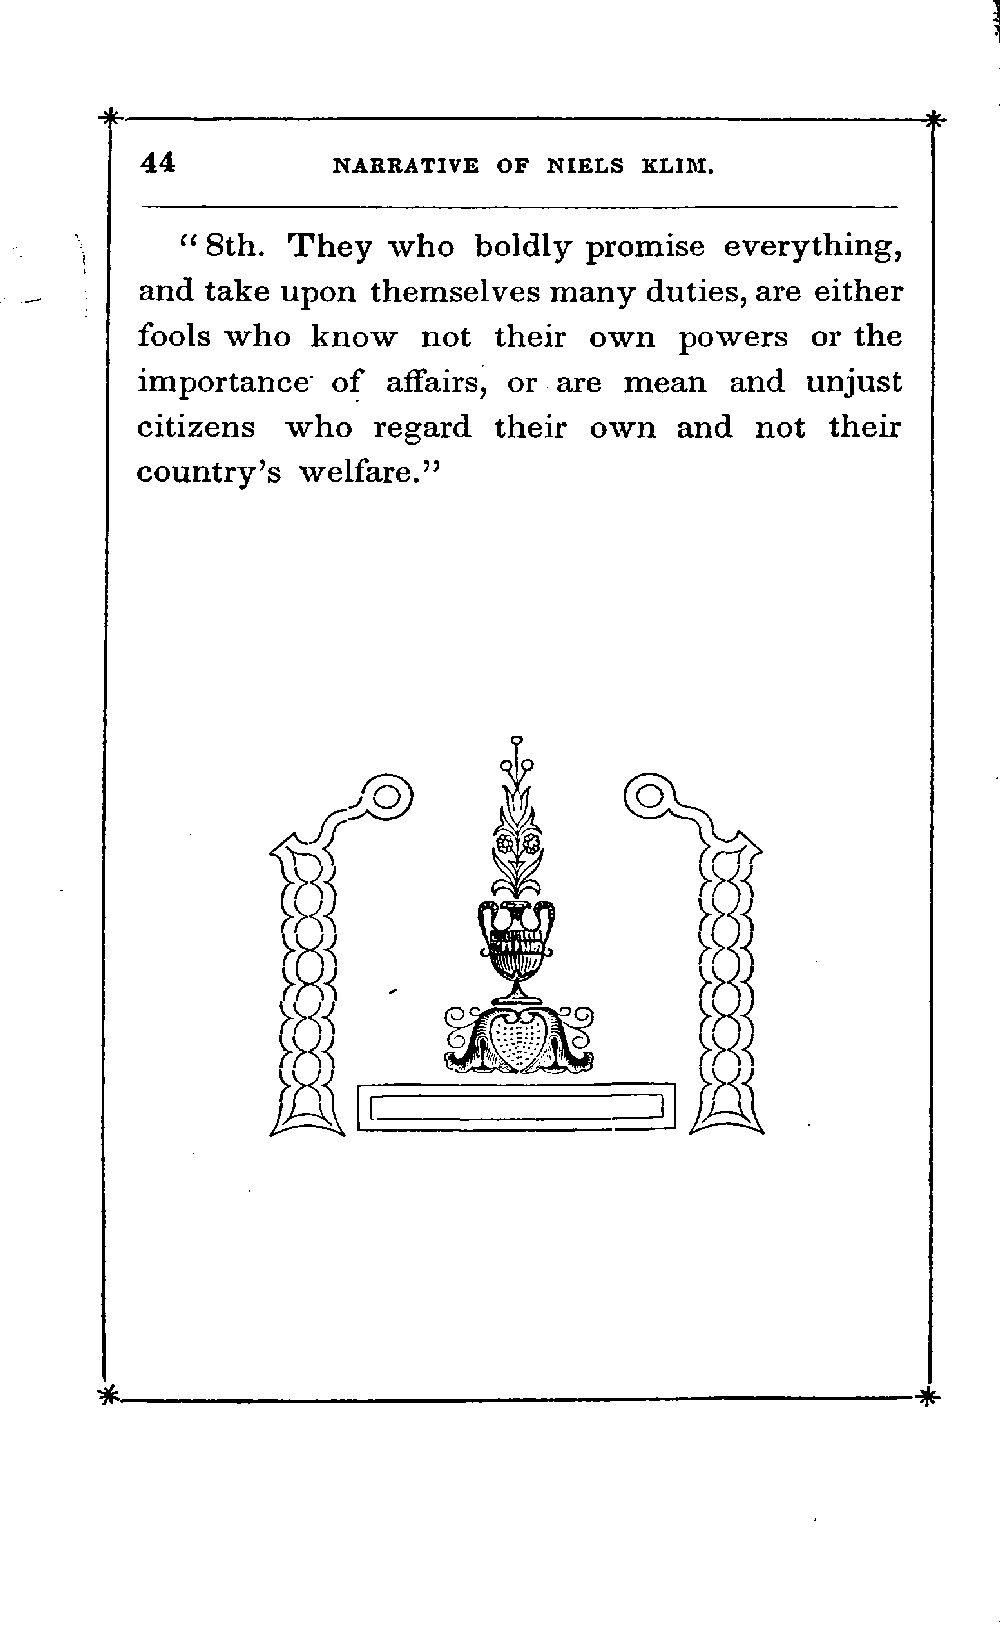 44 NARRATIVE OF NIELS KLIM.
“ 8th. They who boldly promise everything,
and take upon themselves many duties, are either
fools who know not their own powers or the
importance of affairs, or are mean and unjust
citizens who regard their own and not their
country’s welfare.”